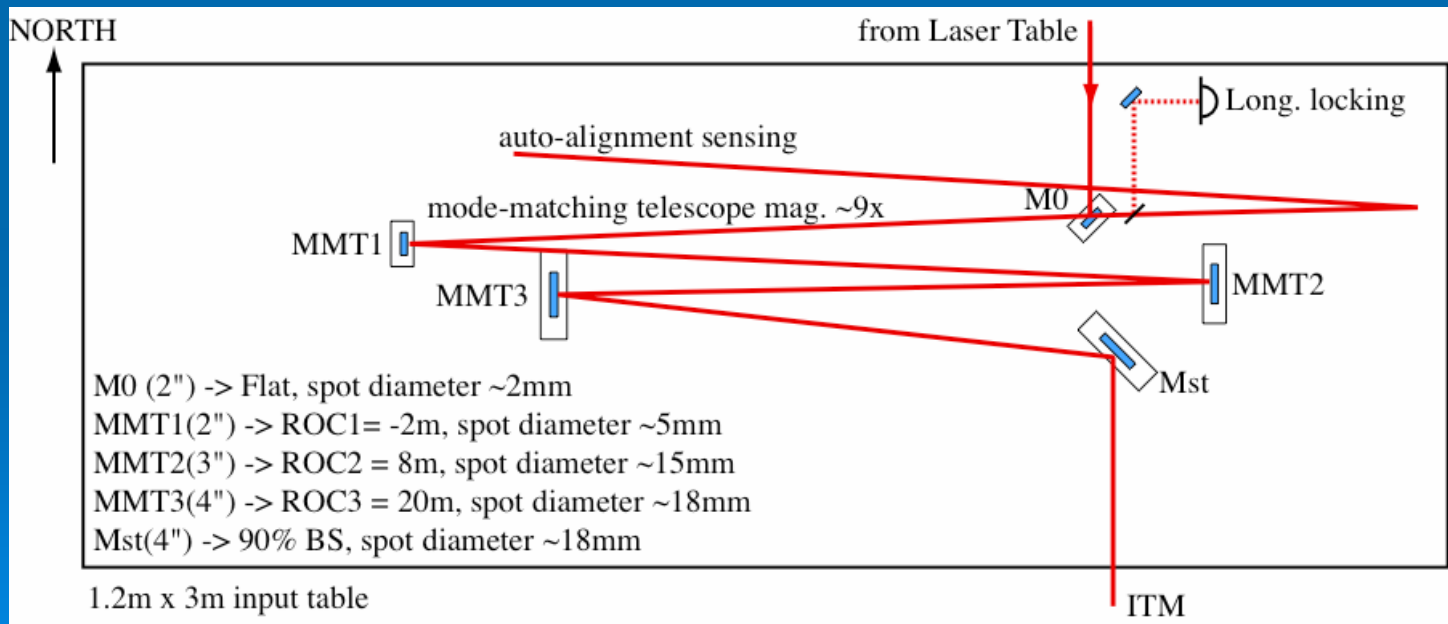 NORTH
from Laser Table
Long. locking
auto-alignment sensing
M0
mode-matching telescope mag. ~9x
MMT1
MMT3
MMT2
Mst
M0 (2") -> Flat, spot diameter ~2mm
MMT1(2") -> ROC1= -2m, spot diameter ~5mm
MMT2(3") -> ROC2 = 8m, spot diameter ~15mm
MMT3(4") -> ROC3 = 20m, spot diameter ~18mm
Mst(4") -> 90% BS, spot diameter ~18mm
1.2m x 3m input table
ITM